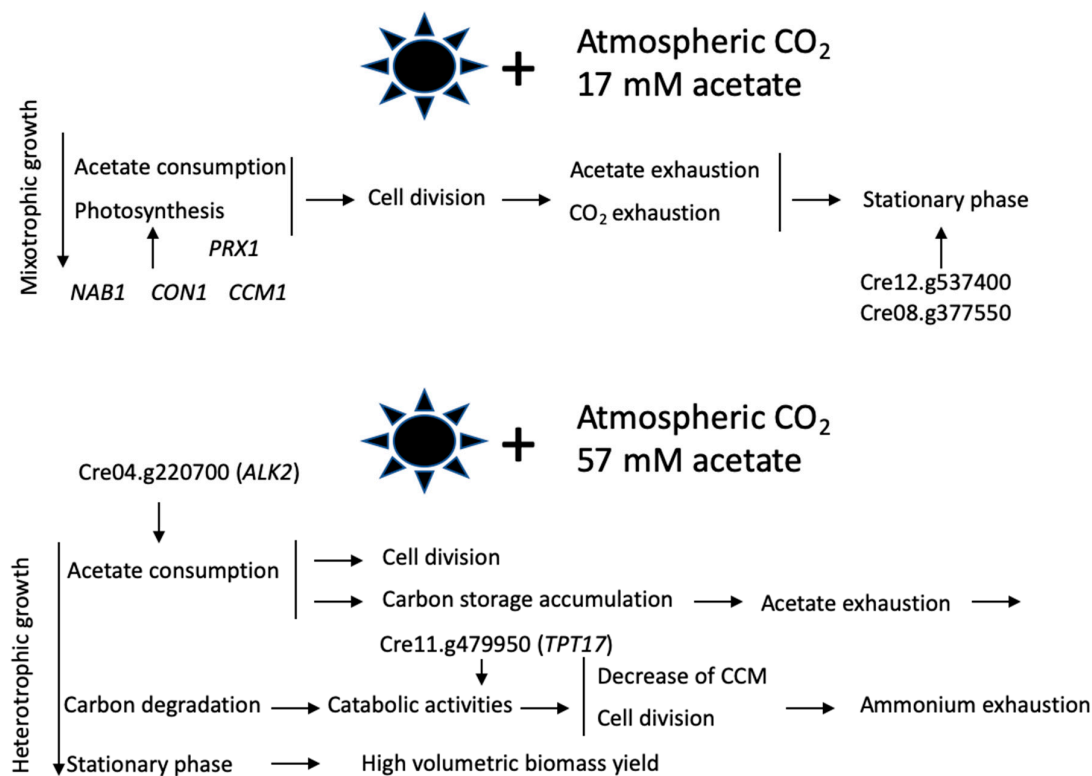 Atmospheric CO₂
+
17 mM acetate
Mixotrophic growth
Acetate consumption
Photosynthesis
Cell division
Acetate exhaustion
CO₂ exhaustion
Stationary phase
PRX1
NAB1 CON1 CCM1
Cre12.g537400
Cre08.g377550
Atmospheric CO₂
+
57 mM acetate
Cre04.g220700 (ALK2)
Heterotrophic growth
Acetate consumption
Cell division
Carbon storage accumulation
Acetate exhaustion
Cre11.g479950 (TPT17)
Carbon degradation
Catabolic activities
Decrease of CCM
Cell division
Ammonium exhaustion
Stationary phase
High volumetric biomass yield